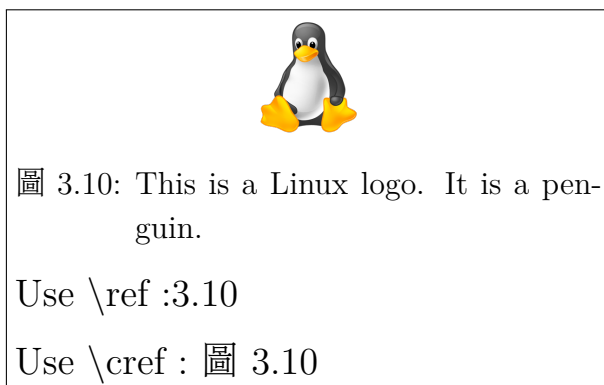 圖 3.10: This is a Linux logo. It is a pen-
guin.
Use \ref :3.10
Use \cref : 圖 3.10